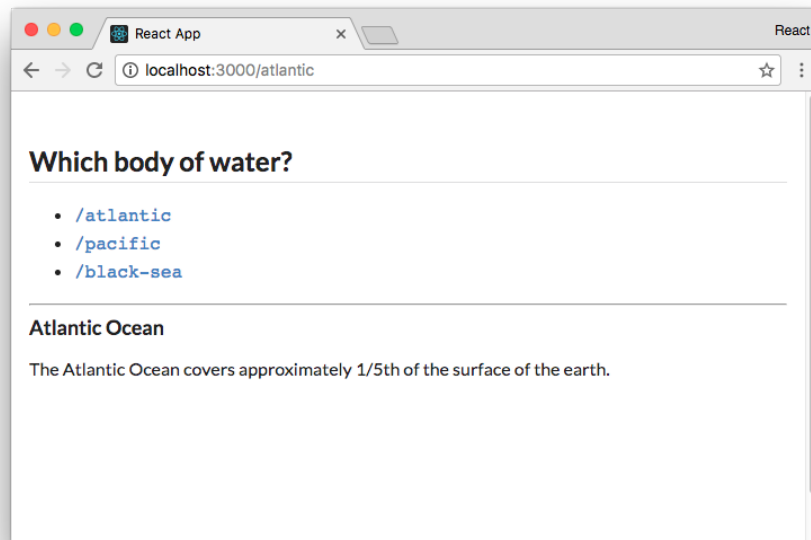 React App
React
localhost:3000/atlantic
Which body of water?
/atlantic
/pacific
/black-sea
Atlantic Ocean
The Atlantic Ocean covers approximately 1/5th of the surface of the earth.